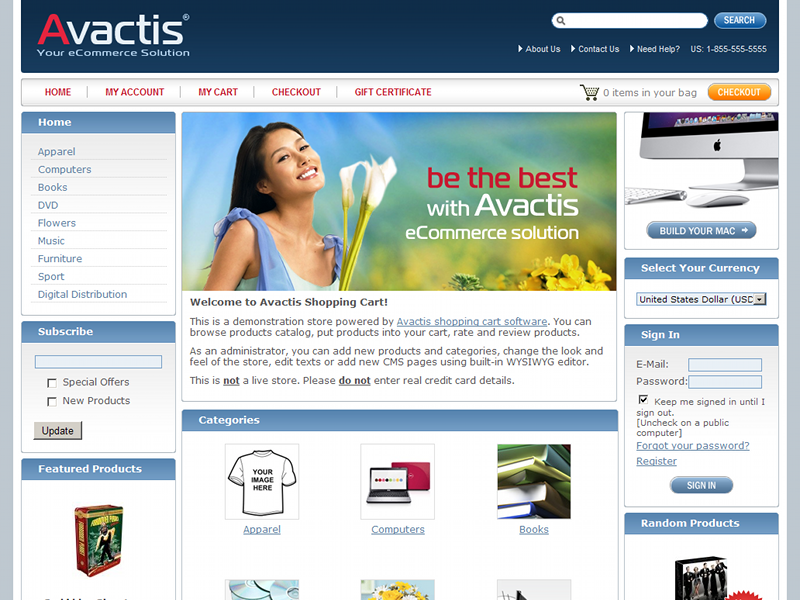 Avactis®
Your eCommerce Solution
SEARCH
About Us
Contact Us
Need Help?
US: 1-855-555-5555
HOME
MY ACCOUNT
MY CART
CHECKOUT
GIFT CERTIFICATE
0 items in your bag
CHECKOUT
Home
Apparel
Computers
Books
DVD
Flowers
Music
Furniture
Sport
Digital Distribution
Subscribe
Special Offers
New Products
Update
Featured Products
be the best
with Avactis
eCommerce solution
Welcome to Avactis Shopping Cart!
This is a demonstration store powered by Avactis shopping cart software. You can
browse products catalog, put products into your cart, rate and review products.
As an administrator, you can add new products and categories, change the look and
feel of the store, edit texts or add new CMS pages using built-in WYSIWYG editor.
This is not a live store. Please do not enter real credit card details.
Categories
YOUR
IMAGE
HERE
Apparel
Computers
Books
BUILD YOUR MAC
Select Your Currency
United States Dollar (USD
Sign In
E-Mail:
Password:
Keep me signed in until I
sign out.
[Uncheck on a public
computer]
Forgot your password?
Register
SIGN IN
Random Products